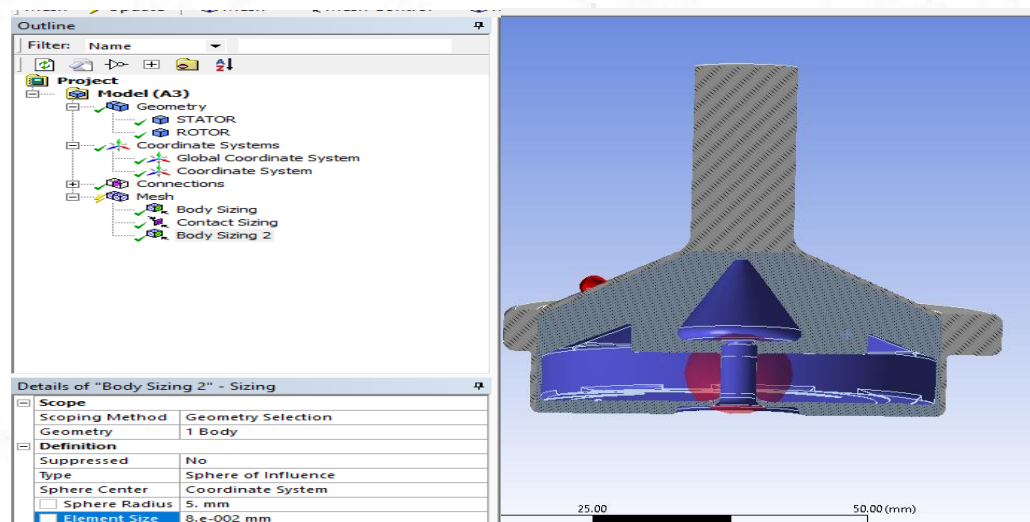 Outline
Filter: Name
Project
Model (A3)
Geometry
STATOR
ROTOR
Coordinate Systems
Global Coordinate System
Coordinate System
Connections
Mesh
Body Sizing
Contact Sizing
Body Sizing 2
Details of "Body Sizing 2" - Sizing
Scope
Scoping Method Geometry Selection
Geometry 1 Body
Definition
Suppressed No
Type Sphere of Influence
Sphere Center Coordinate System
Sphere Radius 5. mm
Element Size 8.e-002 mm
25.00 50.00 (mm)